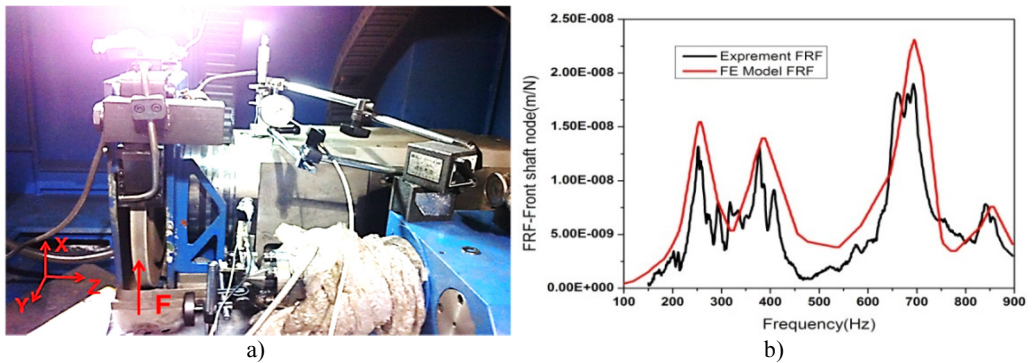 X
Y
Z
F
a)
FRF-Front shaft node(m/N)
2.50E-008
2.00E-008
1.50E-008
1.00E-008
5.00E-009
0.00E+000
Exprement FRF
FE Model FRF
100 200 300 400 500 600 700 800 900
Frequency(Hz)
b)